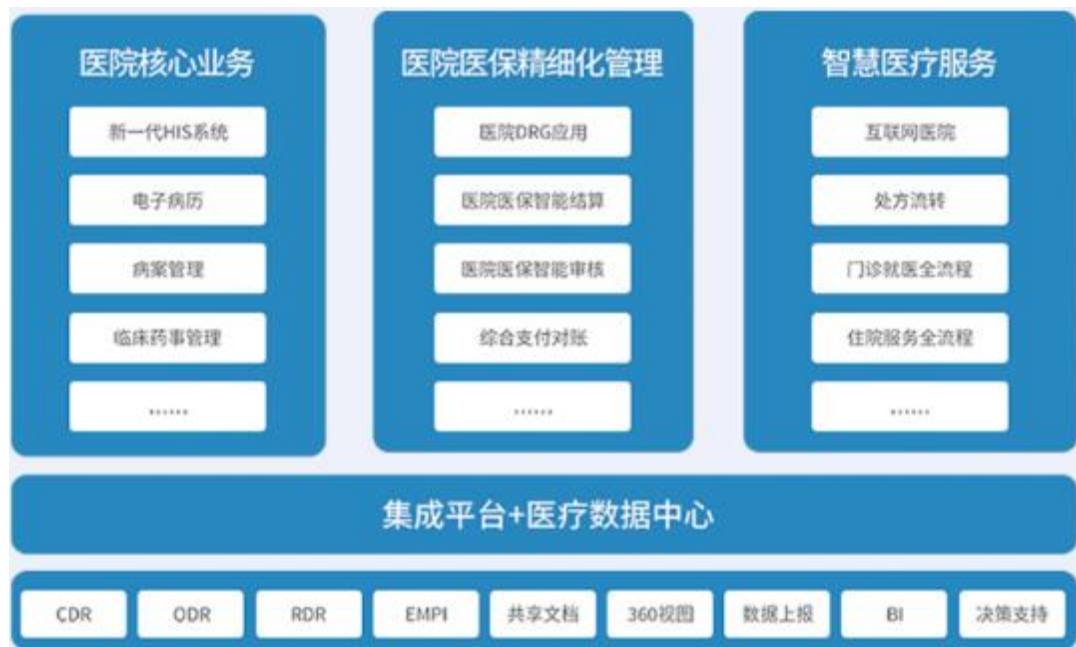 医院核心业务
新一代HIS系统
电子病历
病案管理
临床药事管理
......
医院医保精细化管理
医院DRG应用
医院医保智能结算
医院医保智能审核
综合支付对账
......
智慧医疗服务
互联网医院
处方流转
门诊就医全流程
住院服务全流程
......
集成平台+医疗数据中心
CDR
ODR
RDR
EMPI
共享文档
360视图
数据上报
BI
决策支持